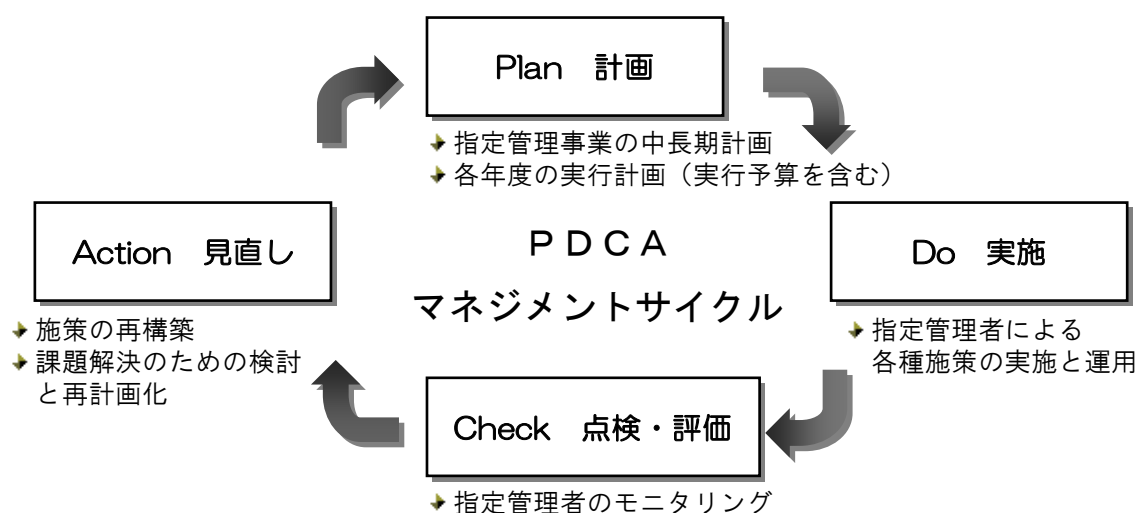 Plan 計画
指定管理事業の中長期計画
各年度の実行計画（実行予算を含む）
PDCA
マネジメントサイクル
Do 実施
指定管理者による
各種施策の実施と運用
Check 点検・評価
指定管理者のモニタリング
Action 見直し
施策の再構築
課題解決のための検討
と再計画化